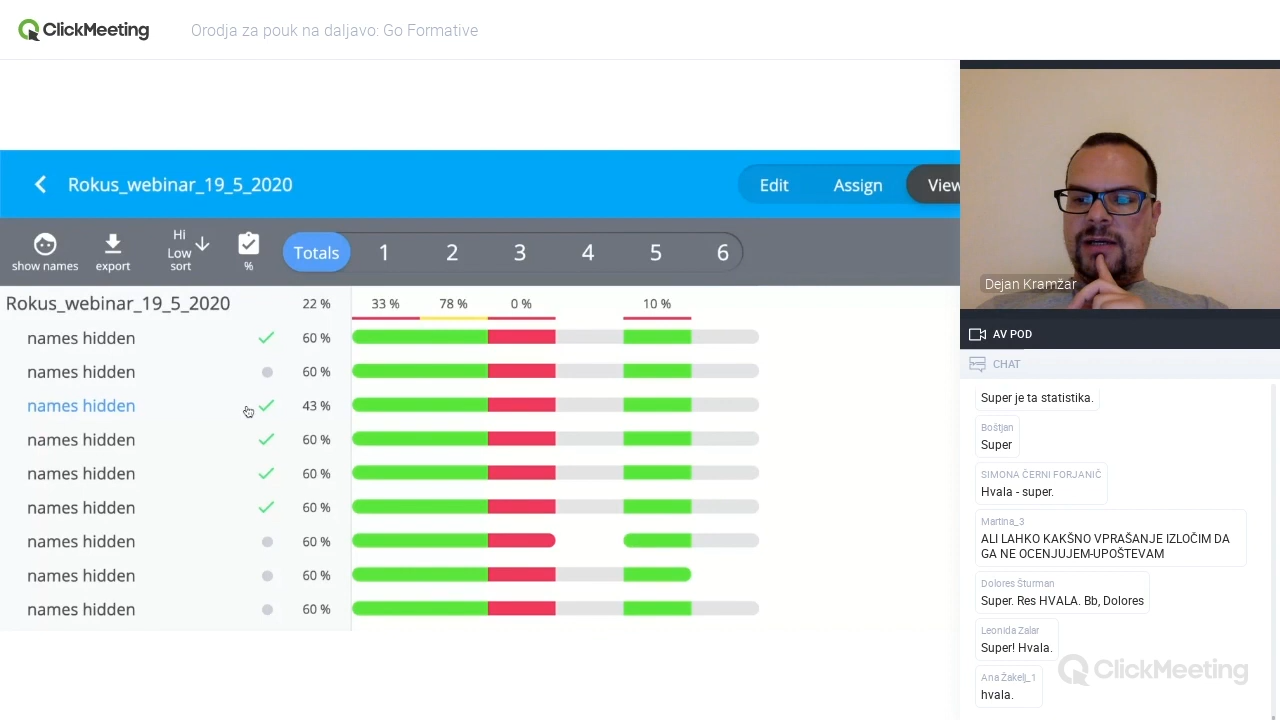 ClickMeeting
Orodja za pouk na daljavo: Go Formative
Rokus_webinar_19_5_2020
Edit
Assign
View
show names
export
Hi
Low
sort
%
Totals
1
2
3
4
5
6
Rokus_webinar_19_5_2020 22 % 33 % 78 % 0 % 10 %
names hidden 60 %
names hidden 60 %
names hidden 43 %
names hidden 60 %
names hidden 60 %
names hidden 60 %
names hidden 60 %
names hidden 60 %
names hidden 60 %
Dejan Kramžar
AV POD
CHAT
Super je ta statistika.
Boštjan
Super
SIMONA ČERNI FORJANIČ
Hvala - super.
Martina_3
ALI LAHKO KAKŠNO VPRAŠANJE IZLOČIM DA
GA NE OCENJUJEM-UPOŠTEVAM
Dolores Šturman
Super. Res HVALA. Bb, Dolores
Leonida Zalar
Super! Hvala.
Ana Žakelj_1
hvala.
ClickMeeting